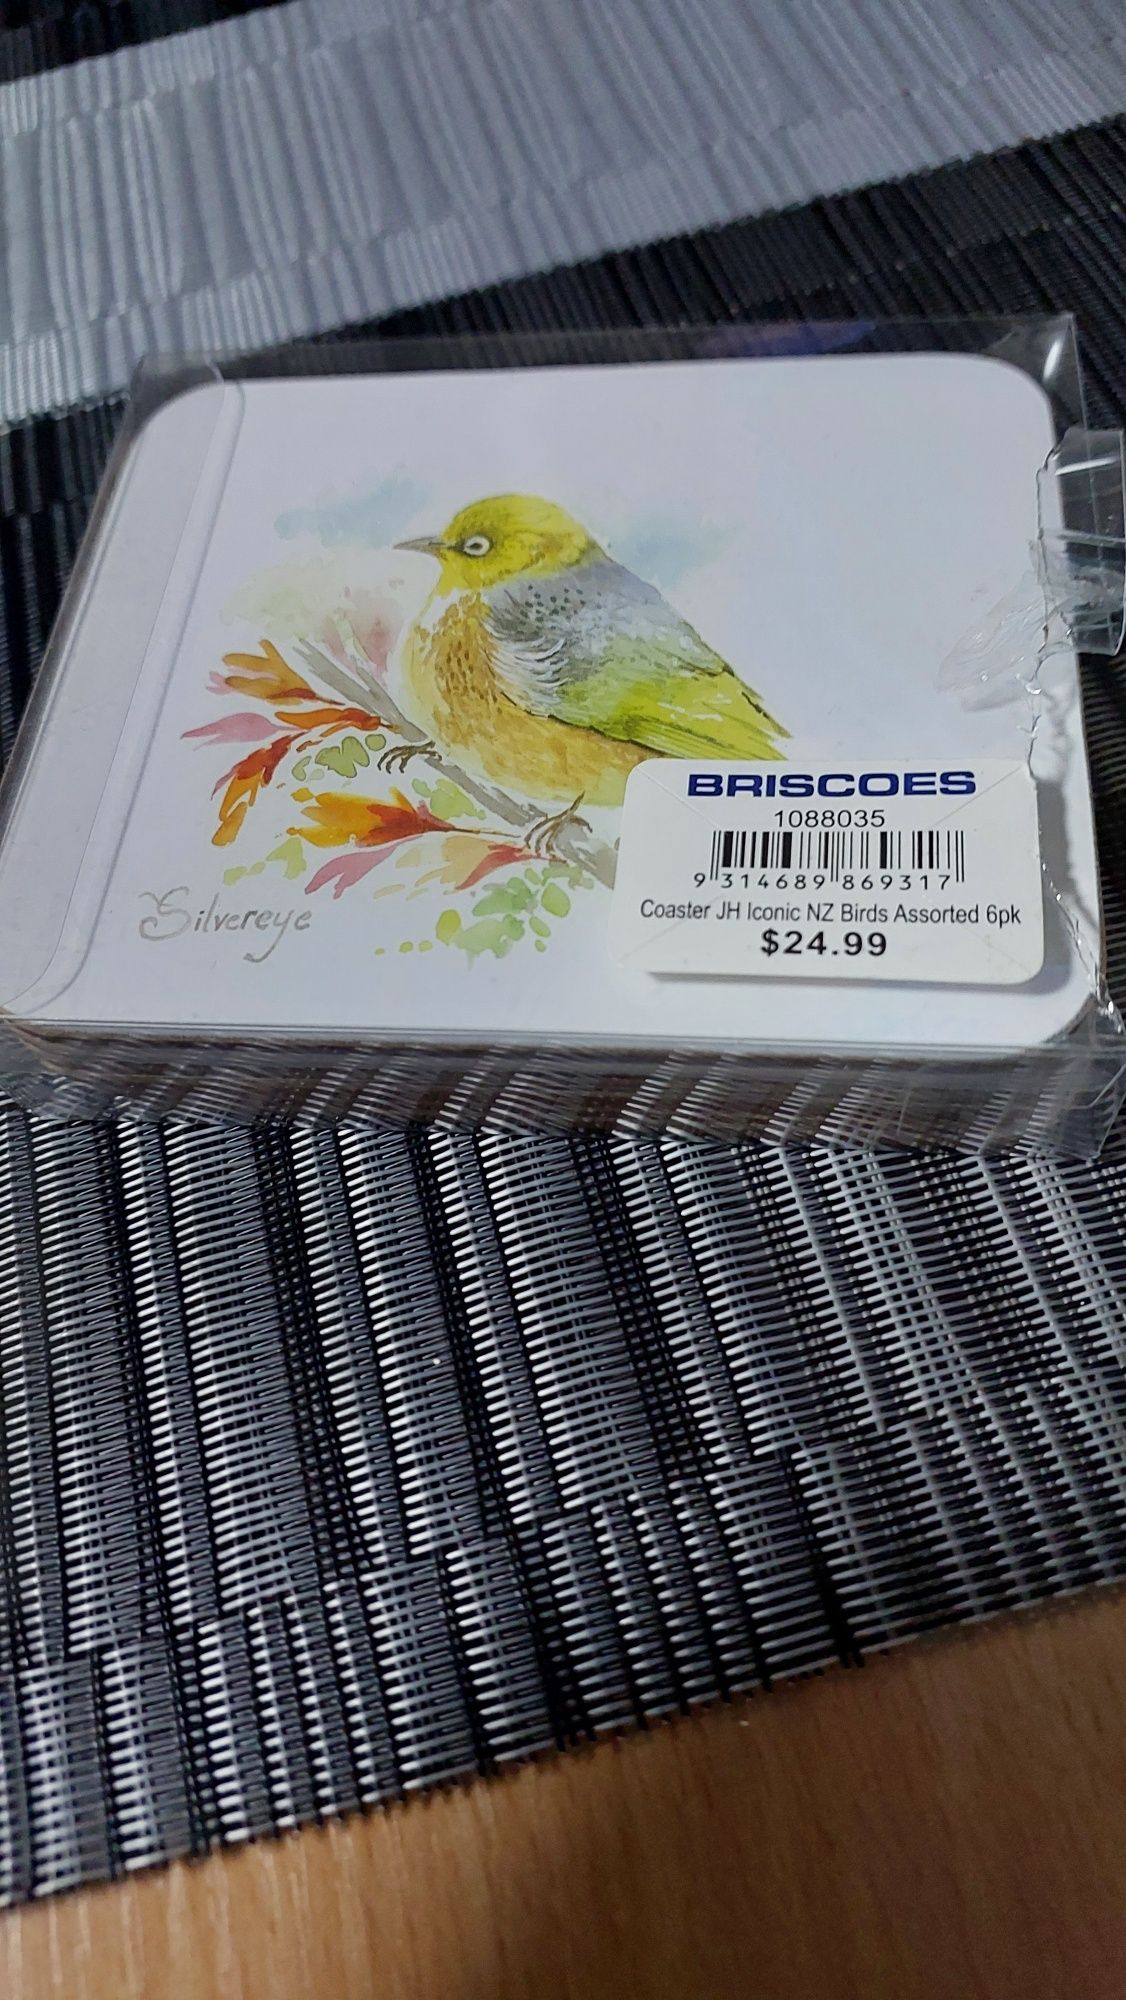 Silvereye
BRISCOES
1088035
9 314689 869317
Coaster JH Iconic NZ Birds Assorted 6pk
$24.99